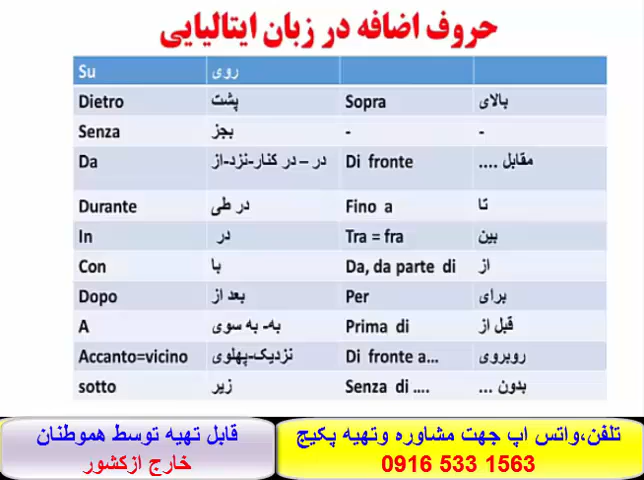 حروف اضافه در زبان ایتالیایی
Su روی
Dietro پشت Sopra بالای
Senza بجز - -
Da در – در کنار-نزد-از Di fronte مقابل ....
Durante در طی Fino a تا
In در Tra = fra بین
Con با Da, da parte di از
Dopo بعد از Per برای
A به- به سوی Prima di قبل از
Accanto=vicino نزدیک-پهلوی Di fronte a... روبروی
sotto زیر Senza di .... بدون ...
قابل تهیه توسط هموطنان
خارج ازکشور
تلفن،واتس اپ جهت مشاوره وتهیه پکیج
0916 533 1563